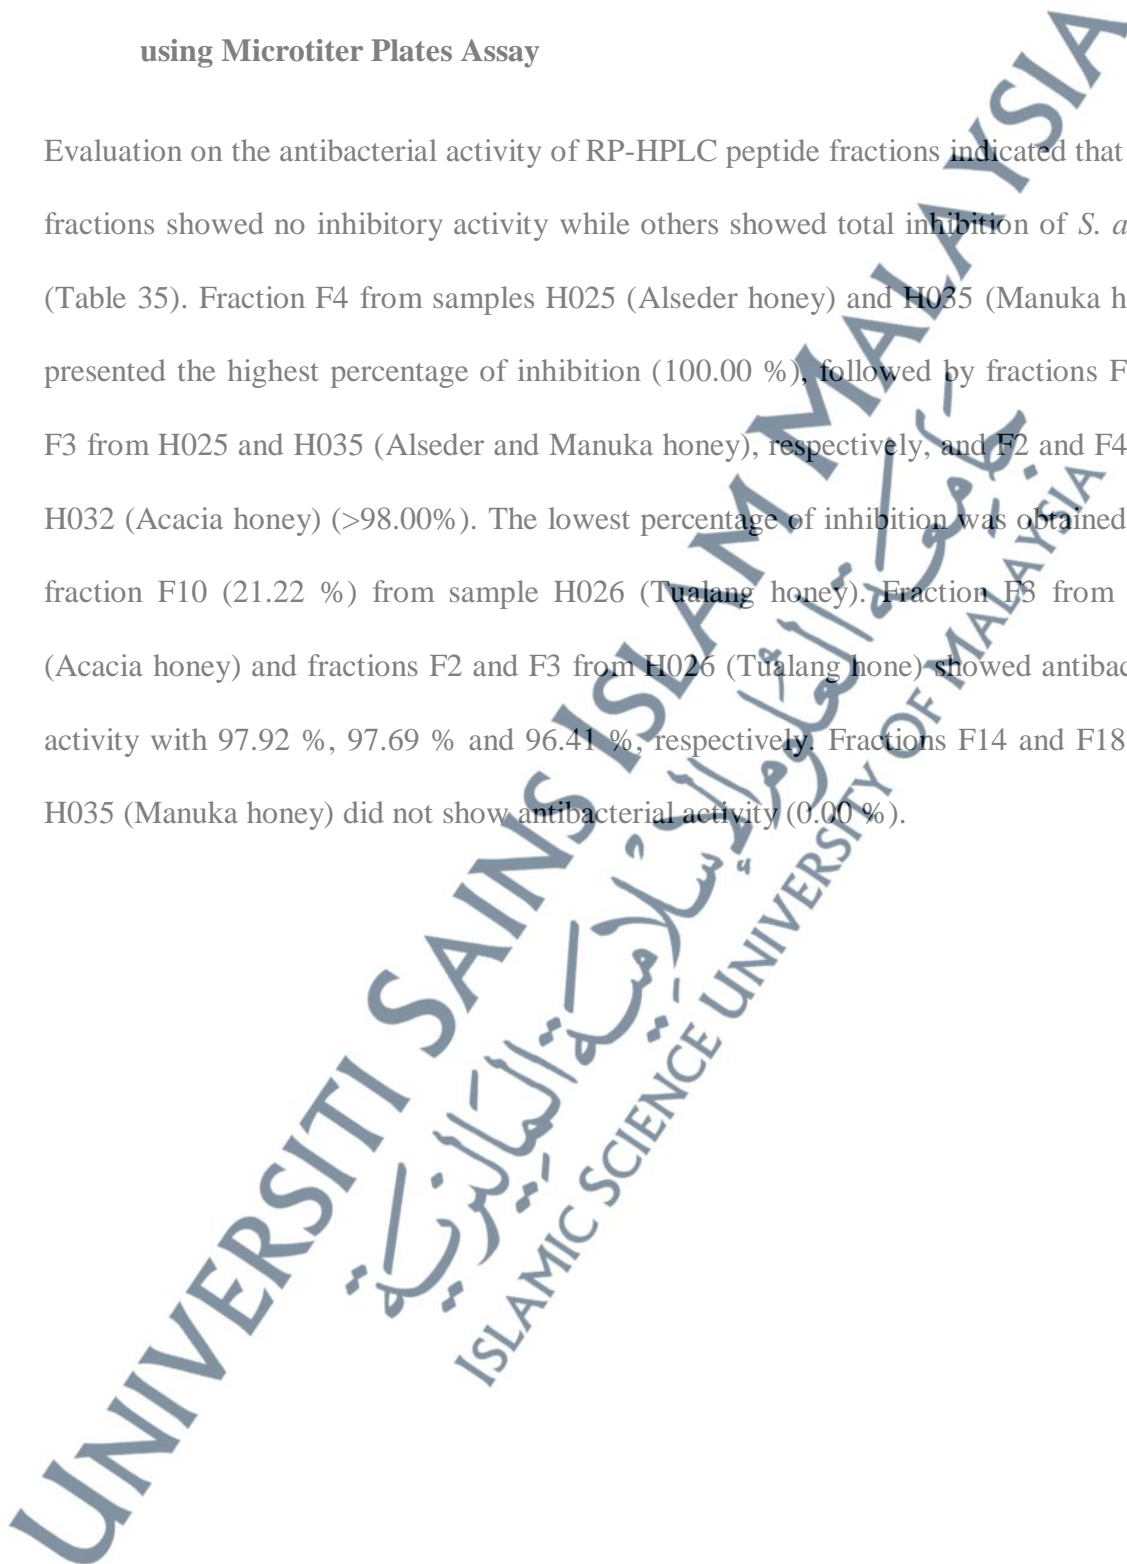 using Microtiter Plates Assay
Evaluation on the antibacterial activity of RP-HPLC peptide fractions indicated that
fractions showed no inhibitory activity while others showed total inhibition of S. a
(Table 35). Fraction F4 from samples H025 (Alseder honey) and H035 (Manuka h
presented the highest percentage of inhibition (100.00 %), followed by fractions F
F3 from H025 and H035 (Alseder and Manuka honey), respectively, and F2 and F4
H032 (Acacia honey) (>98.00%). The lowest percentage of inhibition was obtained
fraction F10 (21.22 %) from sample H026 (Tualang honey). Fraction F3 from
(Acacia honey) and fractions F2 and F3 from H026 (Tualang hone) showed antibac
activity with 97.92 %, 97.69 % and 96.41 %, respectively. Fractions F14 and F18
H035 (Manuka honey) did not show antibacterial activity (0.00 %).
UNIVERSITI SAINS ISLAM MALAYSIA
جامعة العلوم الإسلامية الماليزية
ISLAMIC SCIENCE UNIVERSITY OF MALAYSIA